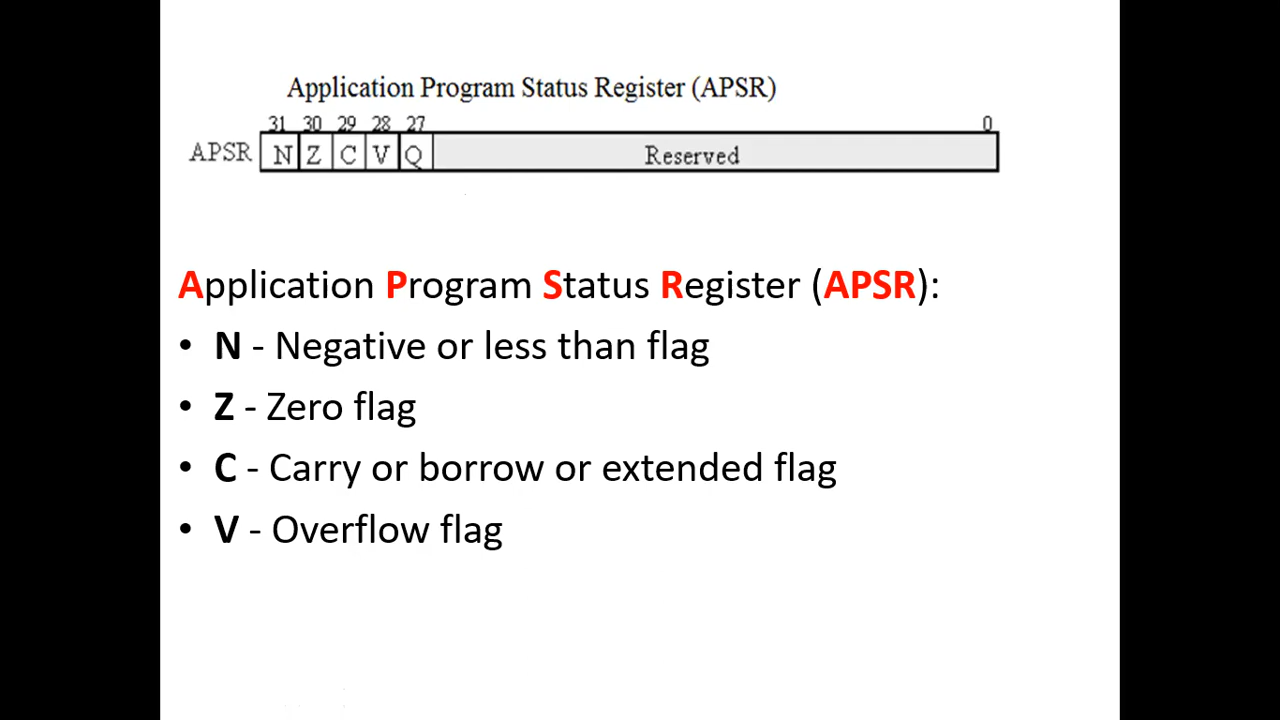 Application Program Status Register (APSR)
31 30 29 28 27 0
APSR N Z C V Q Reserved
Application Program Status Register (APSR):
• N - Negative or less than flag
• Z - Zero flag
• C - Carry or borrow or extended flag
• V - Overflow flag